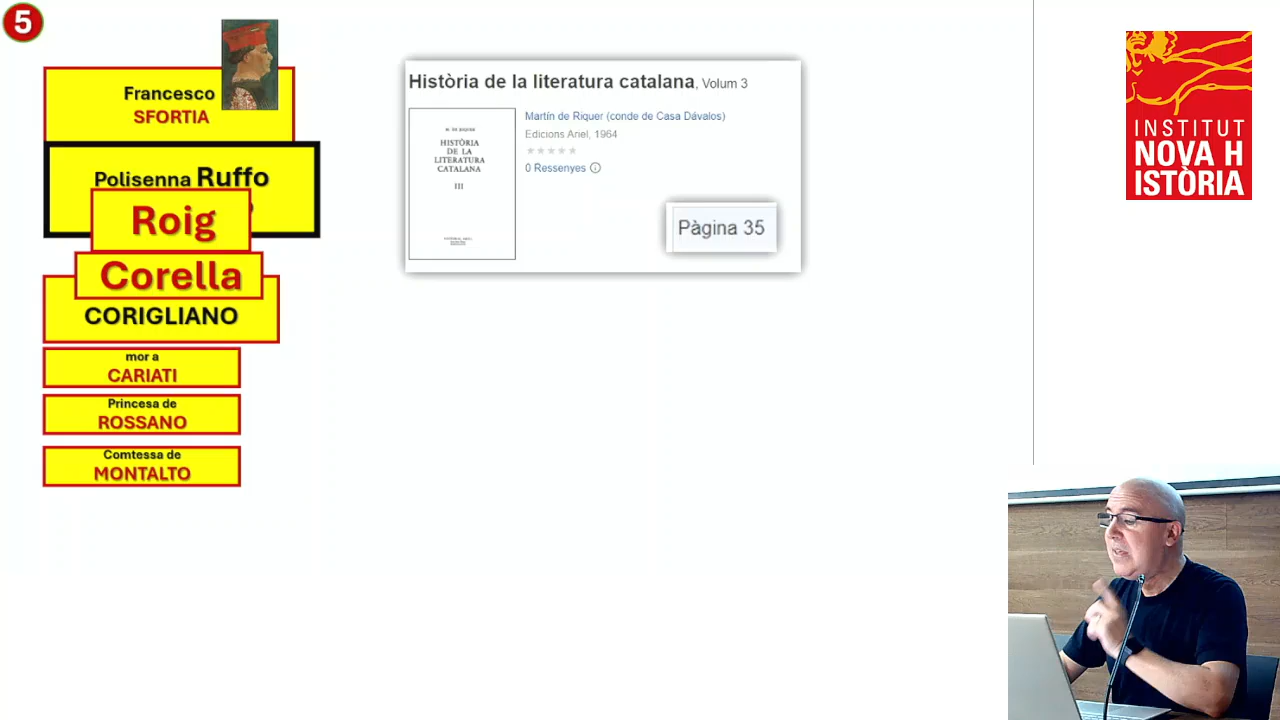 5
Francesco
SFORTIA
Polisenna Ruffo
Roig
Corella
CORIGLIANO
mor a
CARIATI
Princesa de
ROSSANO
Comtessa de
MONTALTO
Història de la literatura catalana, Volum 3
Martín de Riquer (conde de Casa Dávalos)
Edicions Ariel, 1964
0 Ressenyes
M. DE RIQUER
HISTÒRIA
DE LA
LITERATURA
CATALANA
III
Pàgina 35
INSTITUT
NOVA H
ISTÒRIA